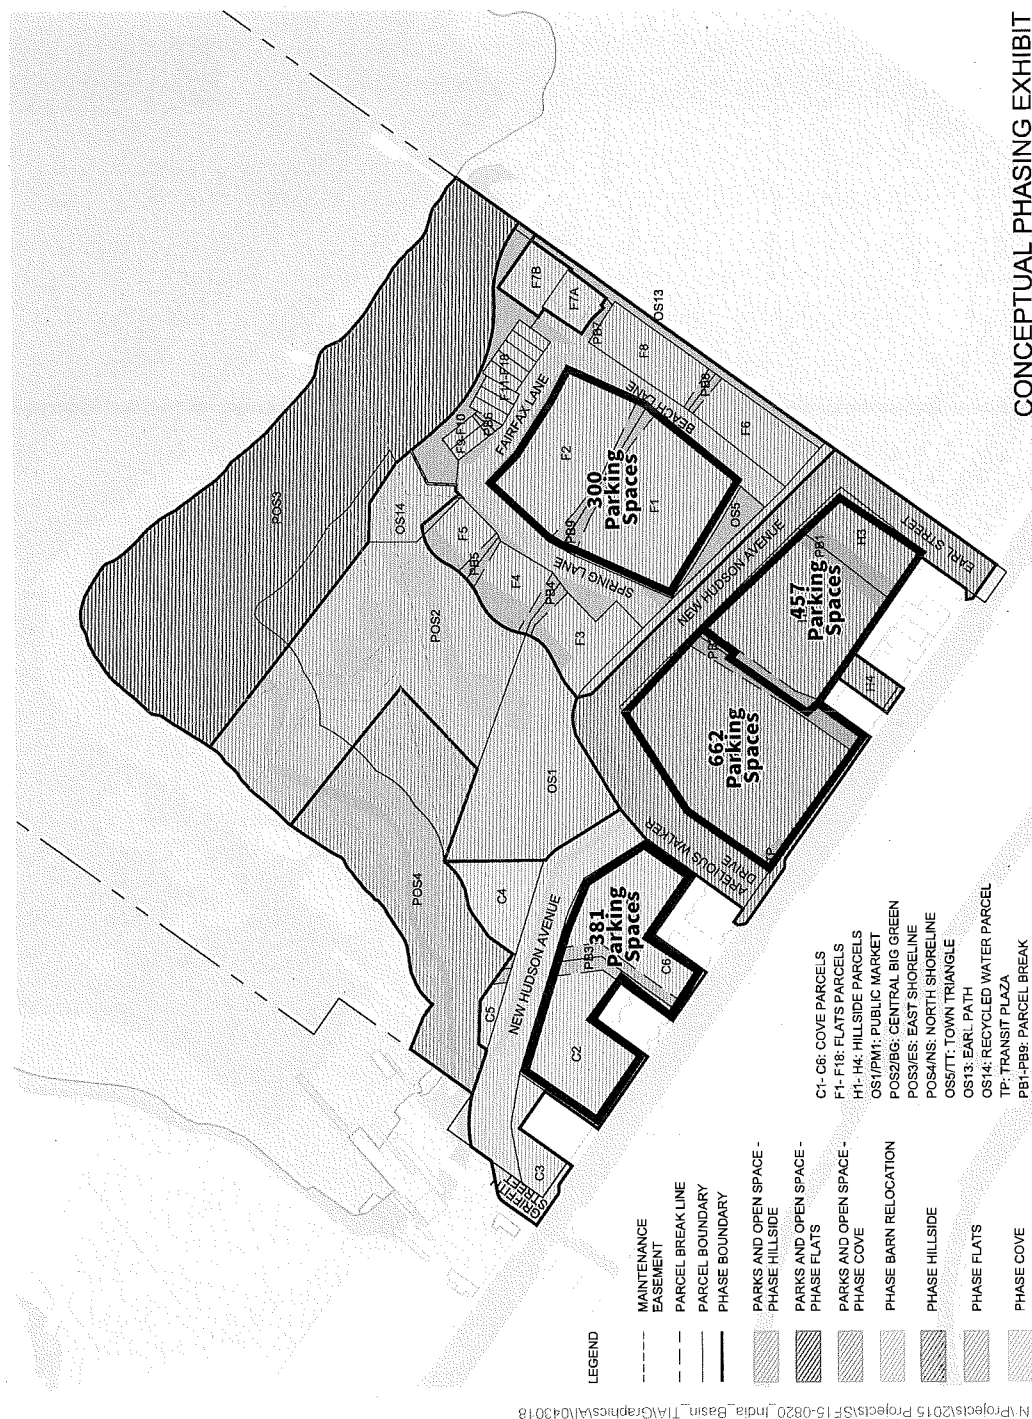 CONCEPTUAL PHASING EXHIBIT
POS3
F7B
F7A
OS13
PB7
F8
F11-F18
PB6
F9-F10
FAIRFAX LANE
BEACH LANE
PB8
F6
F2
300
Parking
Spaces
F1
PB9
OS5
OS14
F5
PB5
F4
PB4
SPRING LANE
F3
POS2
NEW HUDSON AVENUE
EARL STREET
PB1
H3
457
Parking
Spaces
H4
662
Parking
Spaces
OS1
ARELIOUS WALKER
DRIVE
POS4
C4
NEW HUDSON AVENUE
C5
381
Parking
Spaces
PB3
C6
C2
C3
GRIFFITH
STREET
LEGEND
MAINTENANCE
EASEMENT
PARCEL BREAK LINE
PARCEL BOUNDARY
PHASE BOUNDARY
PARKS AND OPEN SPACE -
PHASE HILLSIDE
PARKS AND OPEN SPACE -
PHASE FLATS
PARKS AND OPEN SPACE -
PHASE COVE
PHASE BARN RELOCATION
PHASE HILLSIDE
PHASE FLATS
PHASE COVE
C1- C6: COVE PARCELS
F1- F18: FLATS PARCELS
H1- H4: HILLSIDE PARCELS
OS1/PM1: PUBLIC MARKET
POS2/BG: CENTRAL BIG GREEN
POS3/ES: EAST SHORELINE
POS4/NS: NORTH SHORELINE
OS5/TT: TOWN TRIANGLE
OS13: EARL PATH
OS14: RECYCLED WATER PARCEL
TP: TRANSIT PLAZA
PB1-PB9: PARCEL BREAK
N:\Projects\2015 Projects\SF15-0820_India_Basin_TIA\Graphics\AI\043018